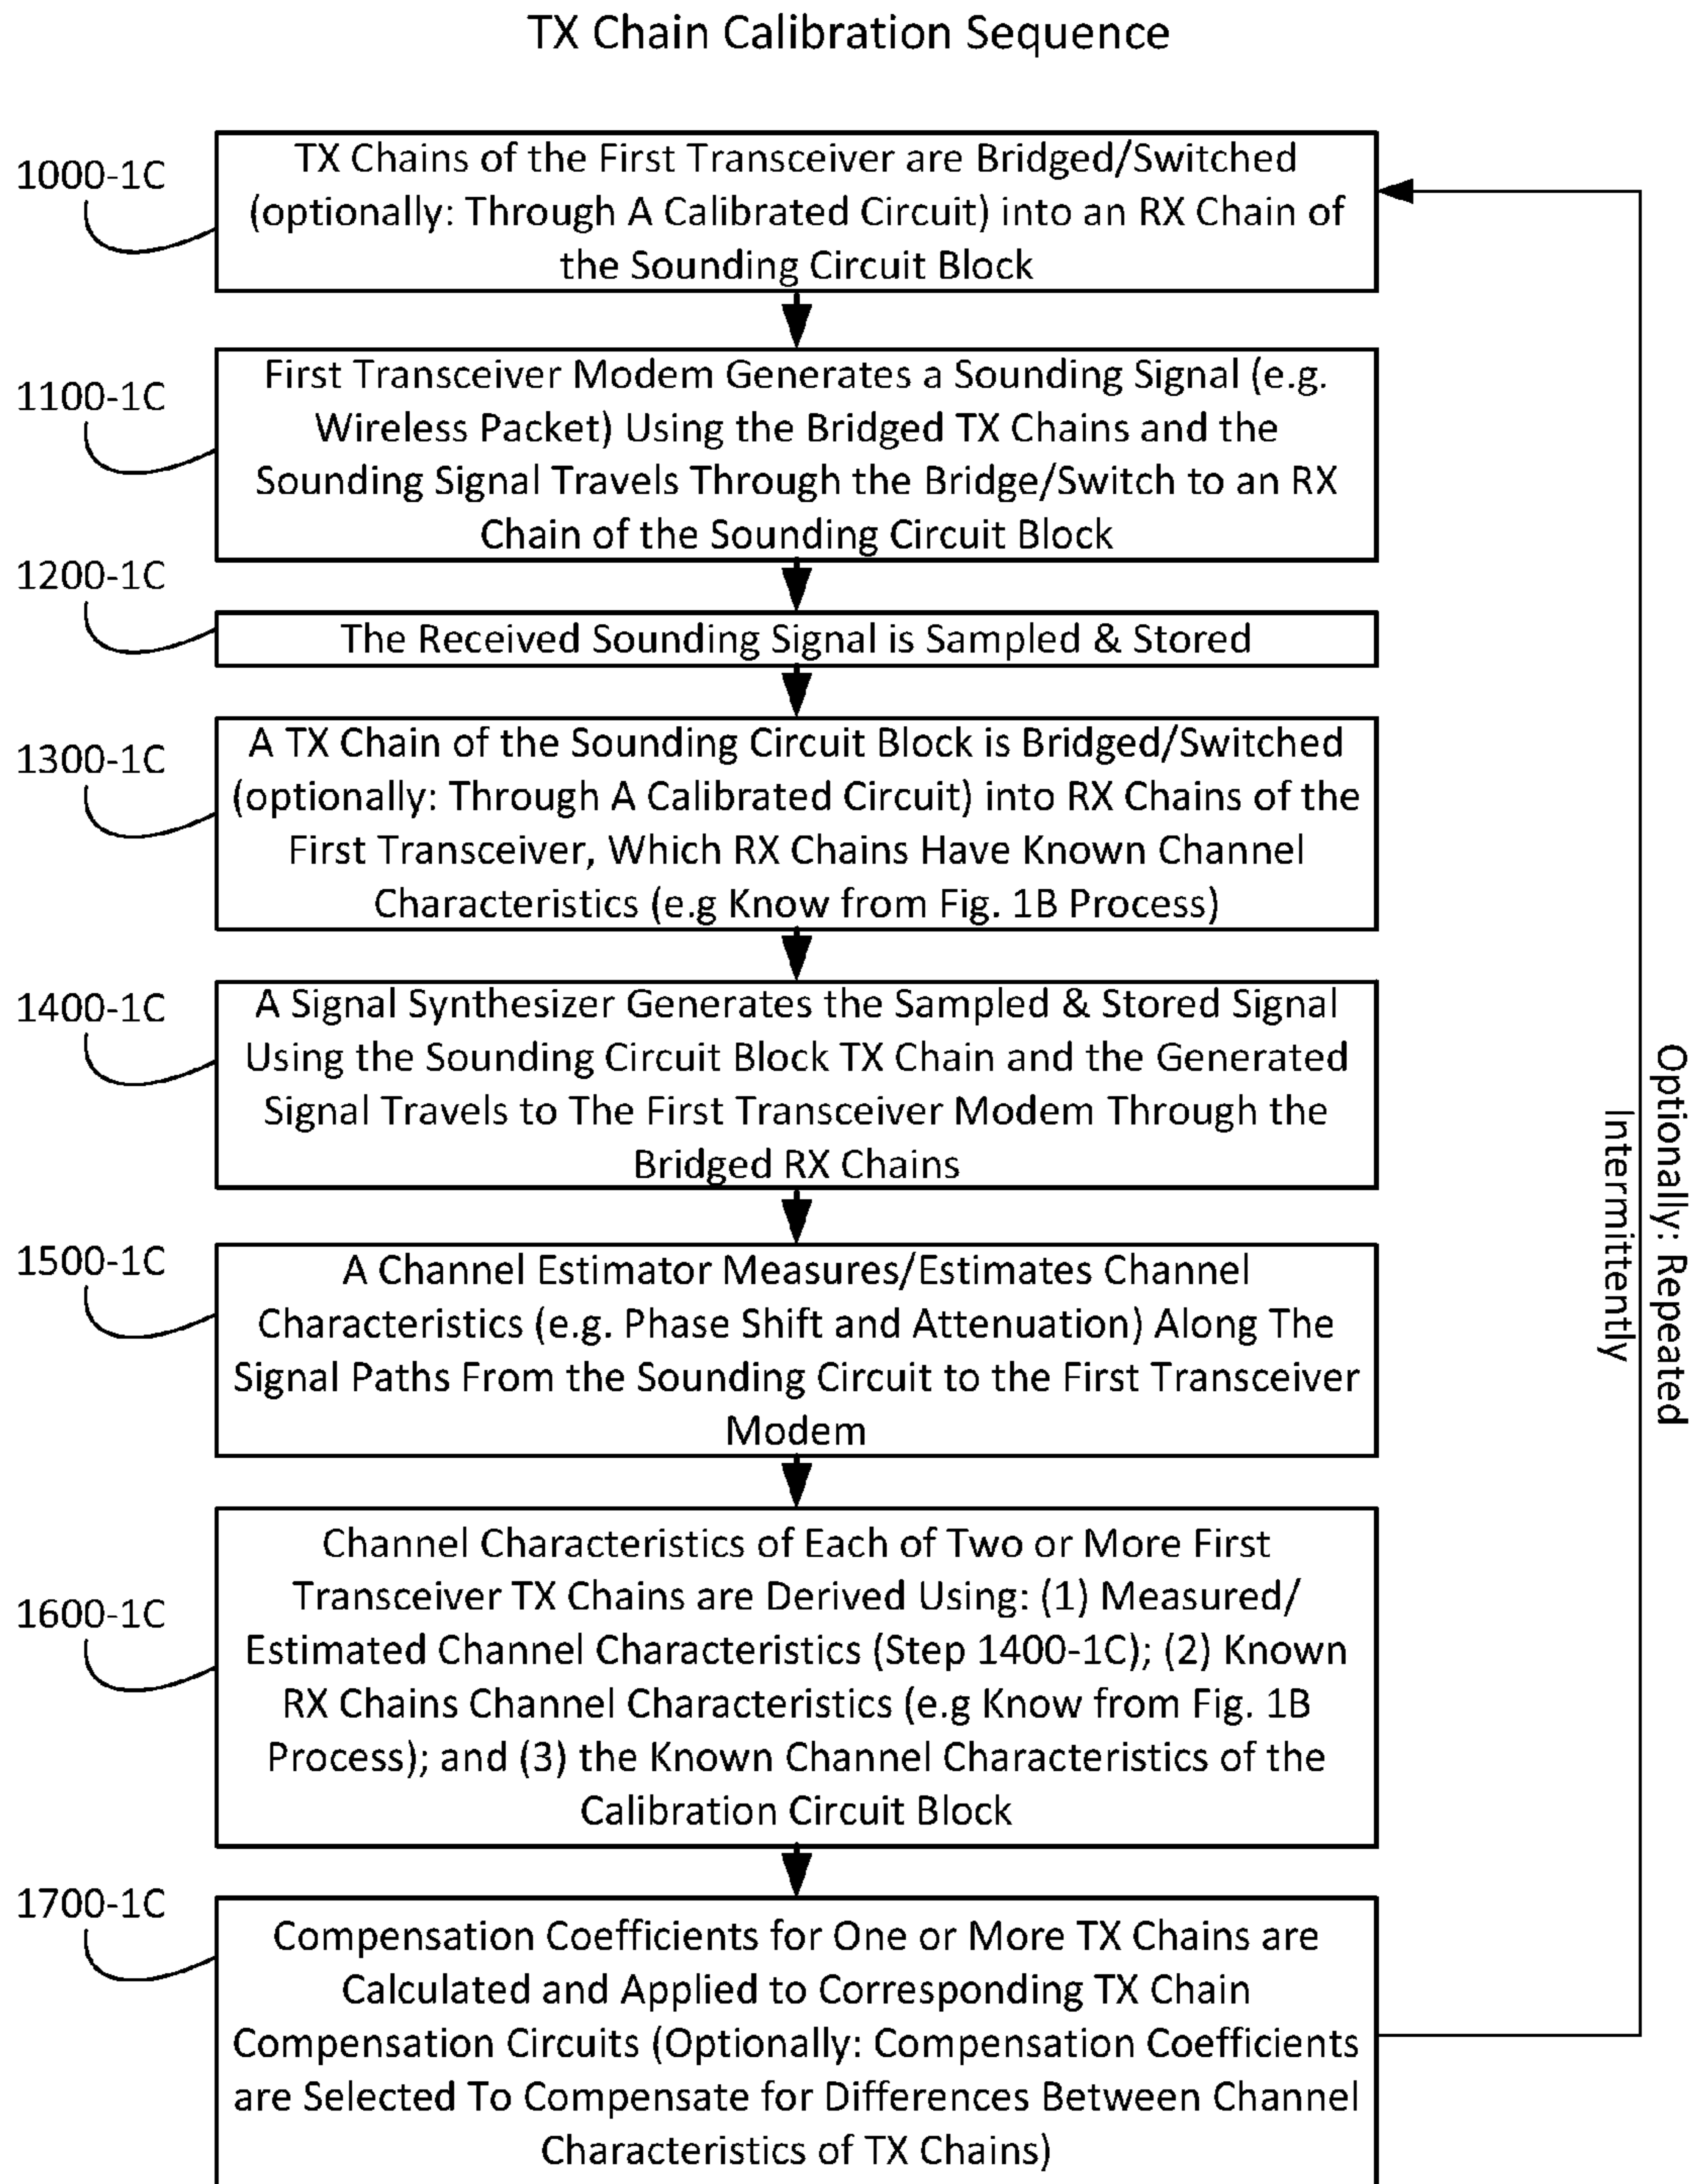 TX Chain Calibration Sequence
1000-1C
TX Chains of the First Transceiver are Bridged/Switched
(optionally: Through A Calibrated Circuit) into an RX Chain of
the Sounding Circuit Block
1100-1C
First Transceiver Modem Generates a Sounding Signal (e.g.
Wireless Packet) Using the Bridged TX Chains and the
Sounding Signal Travels Through the Bridge/Switch to an RX
Chain of the Sounding Circuit Block
1200-1C
The Received Sounding Signal is Sampled & Stored
1300-1C
A TX Chain of the Sounding Circuit Block is Bridged/Switched
(optionally: Through A Calibrated Circuit) into RX Chains of the
First Transceiver, Which RX Chains Have Known Channel
Characteristics (e.g Know from Fig. 1B Process)
1400-1C
A Signal Synthesizer Generates the Sampled & Stored Signal
Using the Sounding Circuit Block TX Chain and the Generated
Signal Travels to The First Transceiver Modem Through the
Bridged RX Chains
1500-1C
A Channel Estimator Measures/Estimates Channel
Characteristics (e.g. Phase Shift and Attenuation) Along The
Signal Paths From the Sounding Circuit to the First Transceiver
Modem
1600-1C
Channel Characteristics of Each of Two or More First
Transceiver TX Chains are Derived Using: (1) Measured/
Estimated Channel Characteristics (Step 1400-1C); (2) Known
RX Chains Channel Characteristics (e.g Know from Fig. 1B
Process); and (3) the Known Channel Characteristics of the
Calibration Circuit Block
1700-1C
Compensation Coefficients for One or More TX Chains are
Calculated and Applied to Corresponding TX Chain
Compensation Circuits (Optionally: Compensation Coefficients
are Selected To Compensate for Differences Between Channel
Characteristics of TX Chains)
Optionally: Repeated
Intermittently